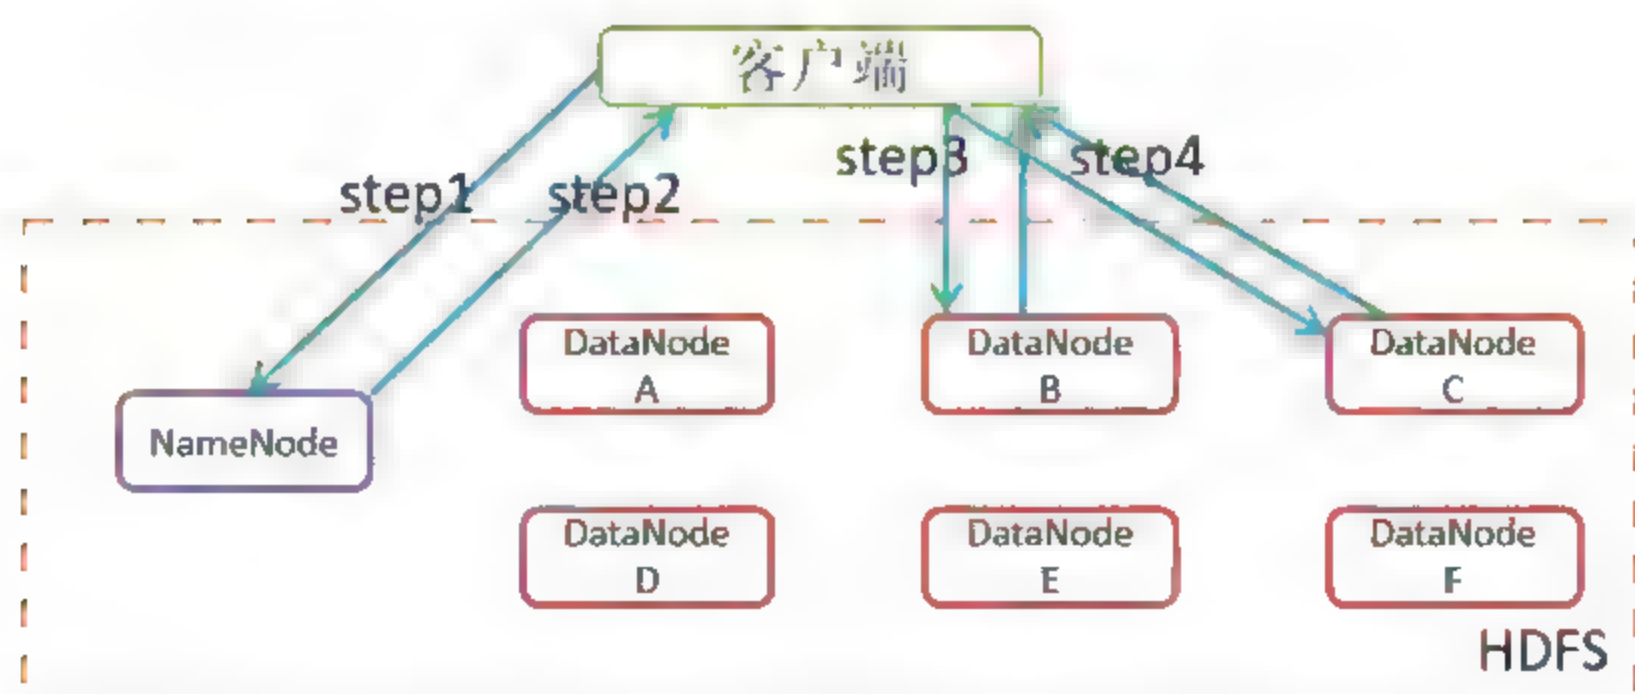 客户端
step1
step2
step3
step4
DataNode
A
DataNode
B
DataNode
C
NameNode
DataNode
D
DataNode
E
DataNode
F
HDFS